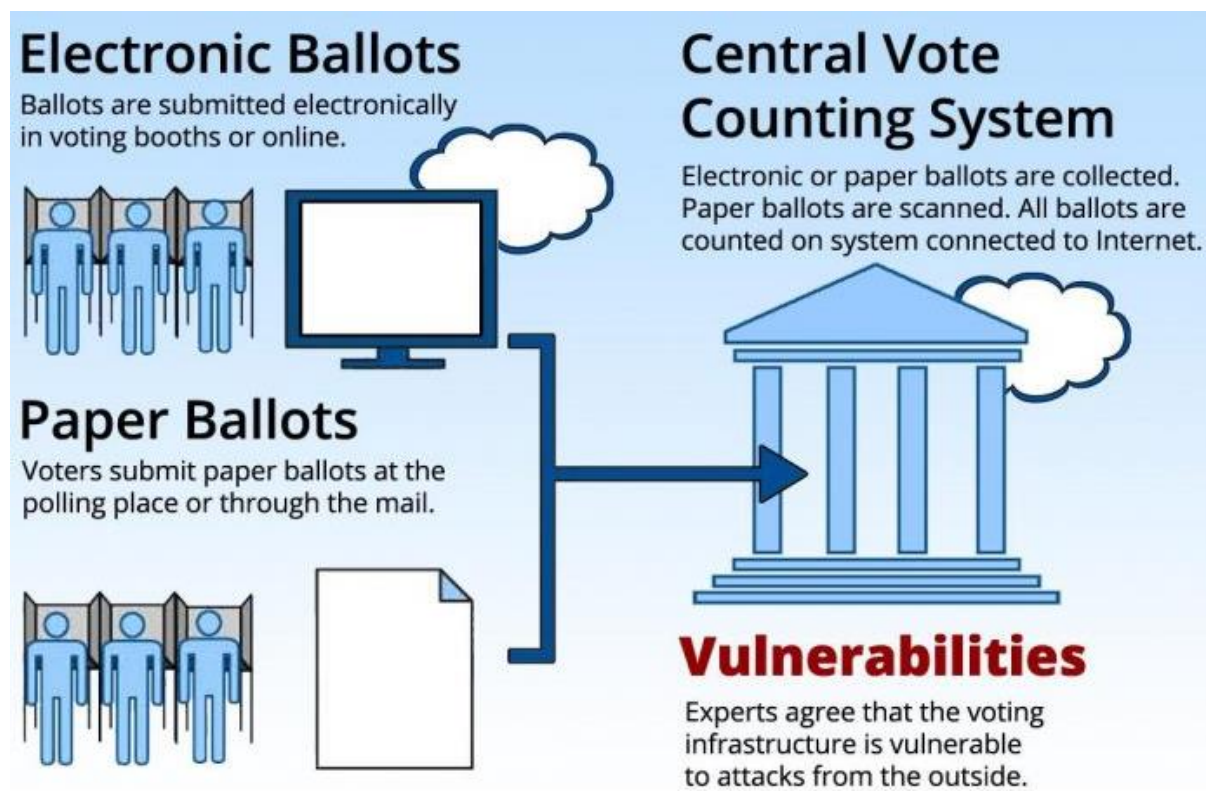 Electronic Ballots
Ballots are submitted electronically
in voting booths or online.
Paper Ballots
Voters submit paper ballots at the
polling place or through the mail.
Central Vote
Counting System
Electronic or paper ballots are collected.
Paper ballots are scanned. All ballots are
counted on system connected to Internet.
Vulnerabilities
Experts agree that the voting
infrastructure is vulnerable
to attacks from the outside.